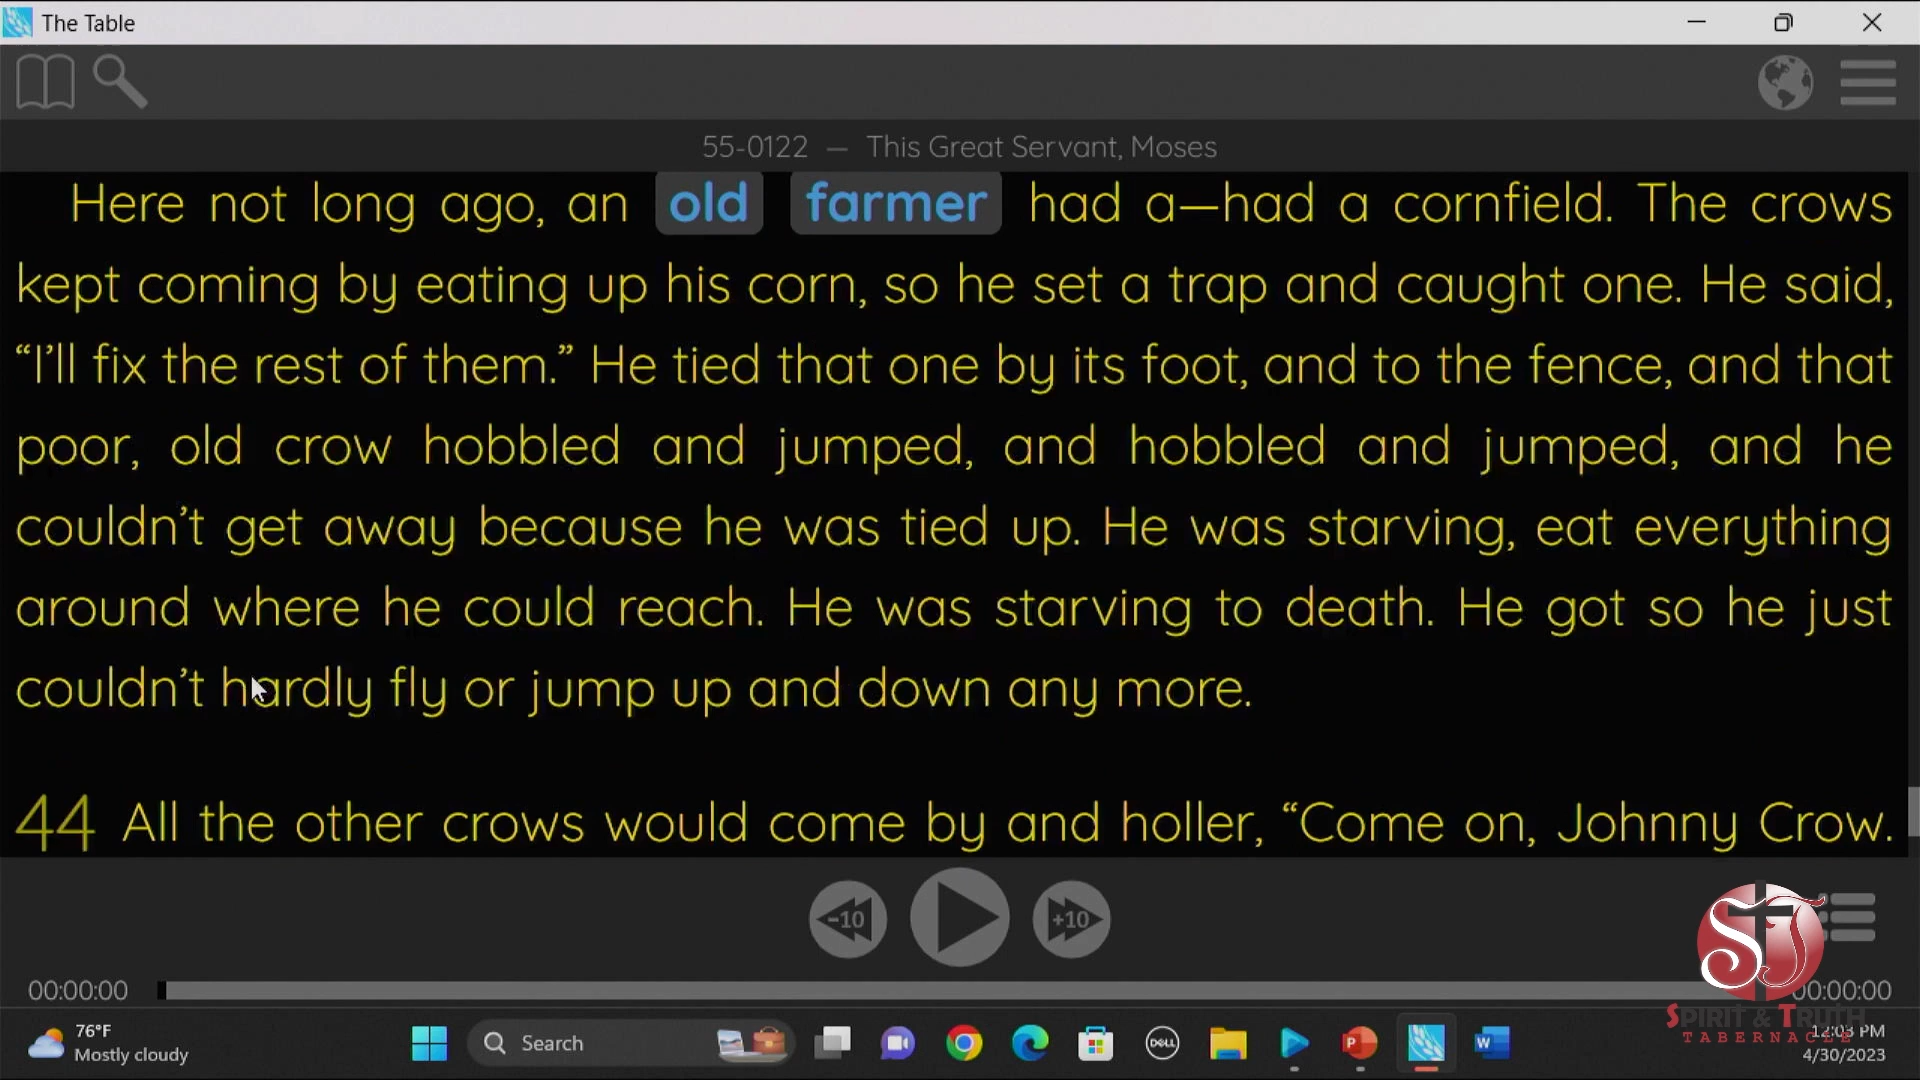 The Table
55-0122 — This Great Servant, Moses
Here not long ago, an old farmer had a—had a cornfield. The crows
kept coming by eating up his corn, so he set a trap and caught one. He said,
“I’ll fix the rest of them.” He tied that one by its foot, and to the fence, and that
poor, old crow hobbled and jumped, and hobbled and jumped, and he
couldn’t get away because he was tied up. He was starving, eat everything
around where he could reach. He was starving to death. He got so he just
couldn’t hardly fly or jump up and down any more.
44 All the other crows would come by and holler, “Come on, Johnny Crow.
-10
+10
00:00:00
00:00:00
ST
SPIRIT & TRUTH
TABERNACLE
76°F
Mostly cloudy
Search
DELL
P
W
12:03 PM
4/30/2023